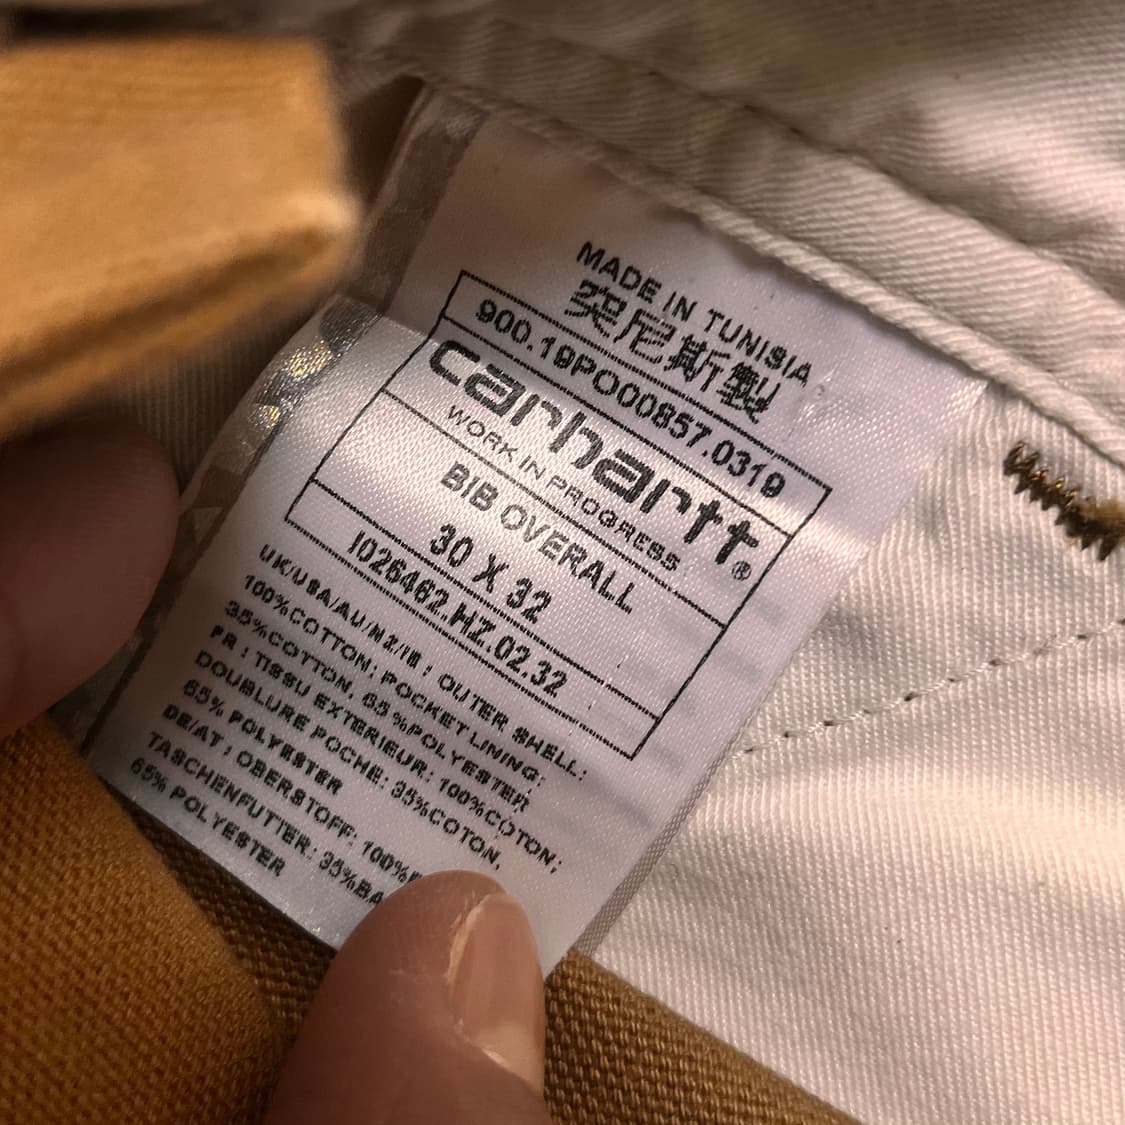 MADE IN TUNISIA
突尼斯製
900.19PO000857.0319
carhartt®
WORK IN PROGRESS
BIB OVERALL
30 X 32
I026462.HZ.02.32
UK/USA/AU/NZ/IE : OUTER SHELL:
100%COTTON; POCKET LINING:
35%COTTON, 65%POLYESTER
FR : TISSU EXTERIEUR: 100%COTON;
DOUBLURE POCHE: 35%COTON,
65% POLYESTER
DE/AT : OBERSTOFF: 100%
TASCHENFUTTER: 35%BA
65% POLYESTER